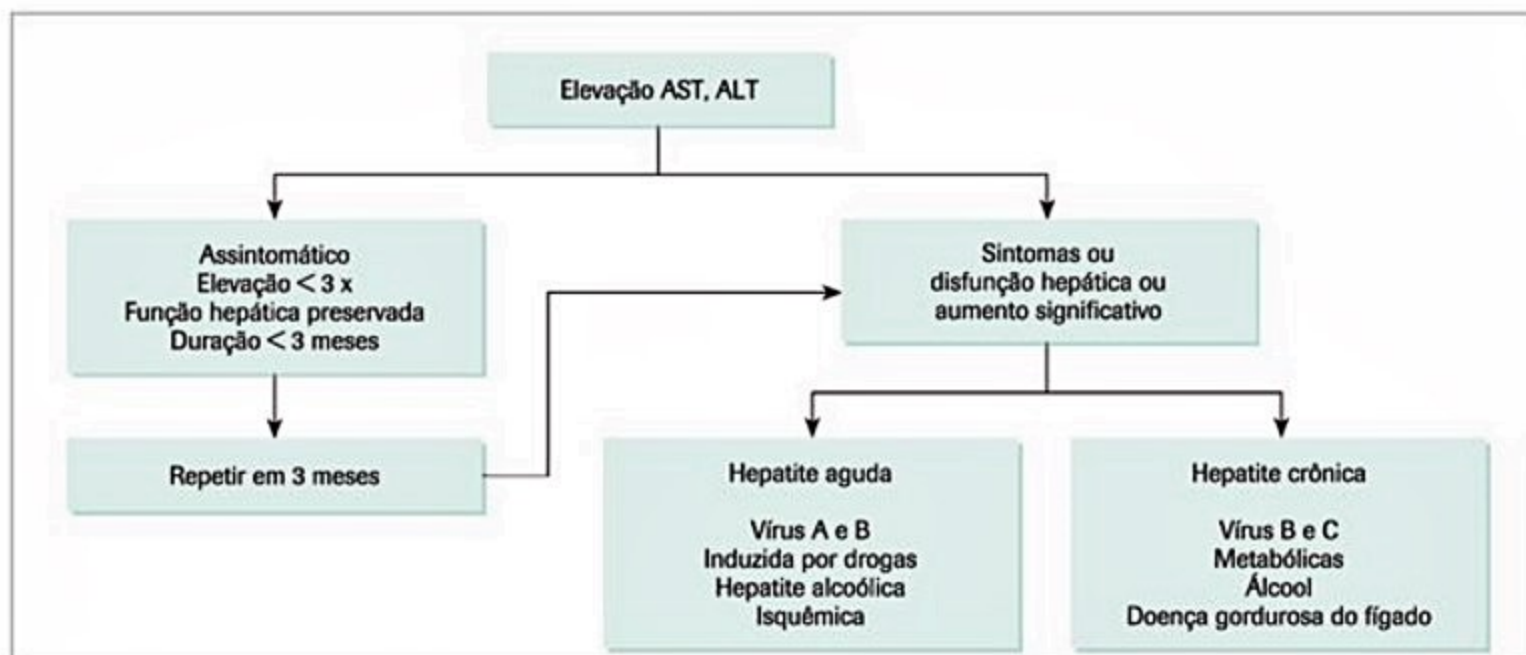 Elevação AST, ALT
Assintomático
Elevação < 3 x
Função hepática preservada
Duração < 3 meses
Sintomas ou
disfunção hepática ou
aumento significativo
Repetir em 3 meses
Hepatite aguda
Vírus A e B
Induzida por drogas
Hepatite alcoólica
Isquêmica
Hepatite crônica
Vírus B e C
Metabólicas
Álcool
Doença gordurosa do fígado